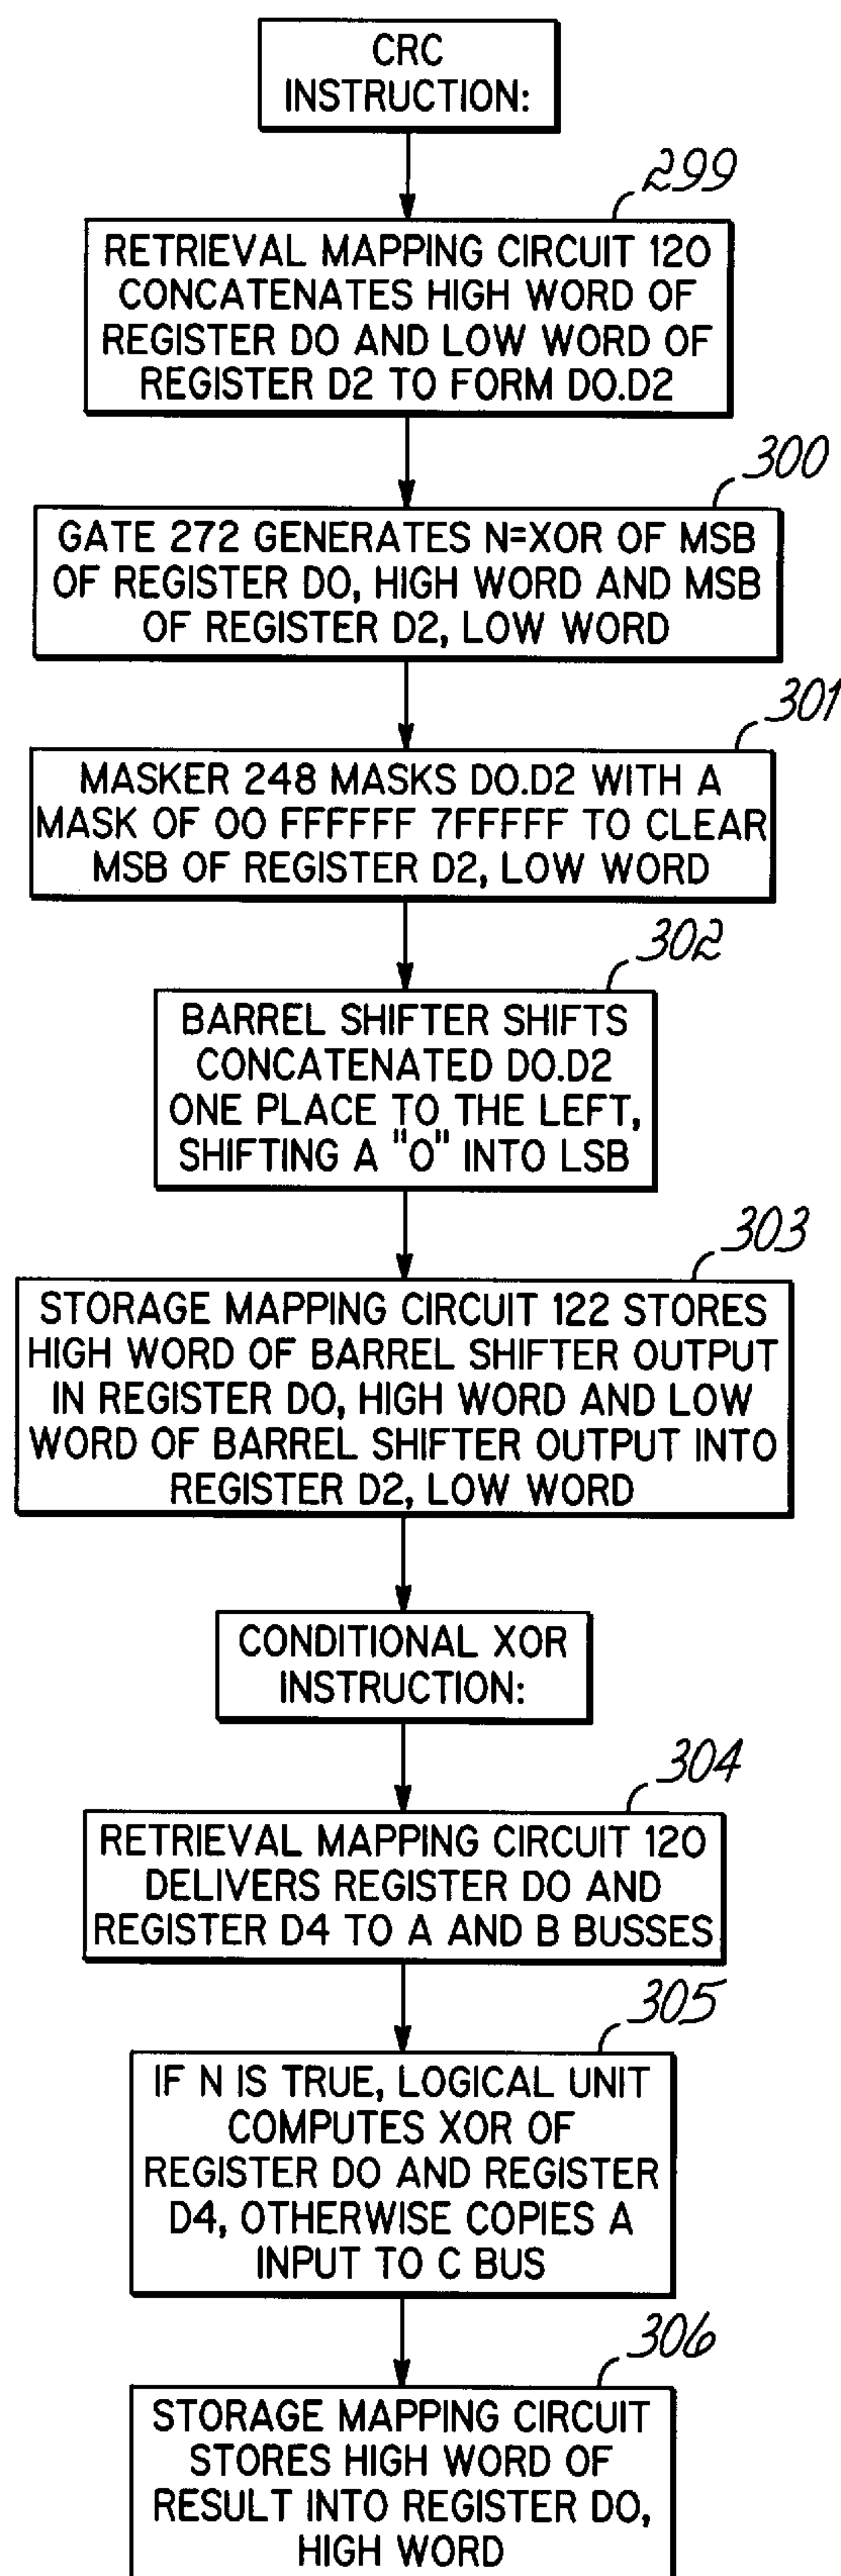 CRC
INSTRUCTION:
299
RETRIEVAL MAPPING CIRCUIT 120
CONCATENATES HIGH WORD OF
REGISTER D0 AND LOW WORD OF
REGISTER D2 TO FORM D0.D2
300
GATE 272 GENERATES N=XOR OF MSB
OF REGISTER D0, HIGH WORD AND MSB
OF REGISTER D2, LOW WORD
301
MASKER 248 MASKS D0.D2 WITH A
MASK OF 00 FFFFFF 7FFFFF TO CLEAR
MSB OF REGISTER D2, LOW WORD
302
BARREL SHIFTER SHIFTS
CONCATENATED D0.D2
ONE PLACE TO THE LEFT,
SHIFTING A "0" INTO LSB
303
STORAGE MAPPING CIRCUIT 122 STORES
HIGH WORD OF BARREL SHIFTER OUTPUT
IN REGISTER D0, HIGH WORD AND LOW
WORD OF BARREL SHIFTER OUTPUT INTO
REGISTER D2, LOW WORD
CONDITIONAL XOR
INSTRUCTION:
304
RETRIEVAL MAPPING CIRCUIT 120
DELIVERS REGISTER D0 AND
REGISTER D4 TO A AND B BUSSES
305
IF N IS TRUE, LOGICAL UNIT
COMPUTES XOR OF
REGISTER D0 AND REGISTER
D4, OTHERWISE COPIES A
INPUT TO C BUS
306
STORAGE MAPPING CIRCUIT
STORES HIGH WORD OF
RESULT INTO REGISTER D0,
HIGH WORD